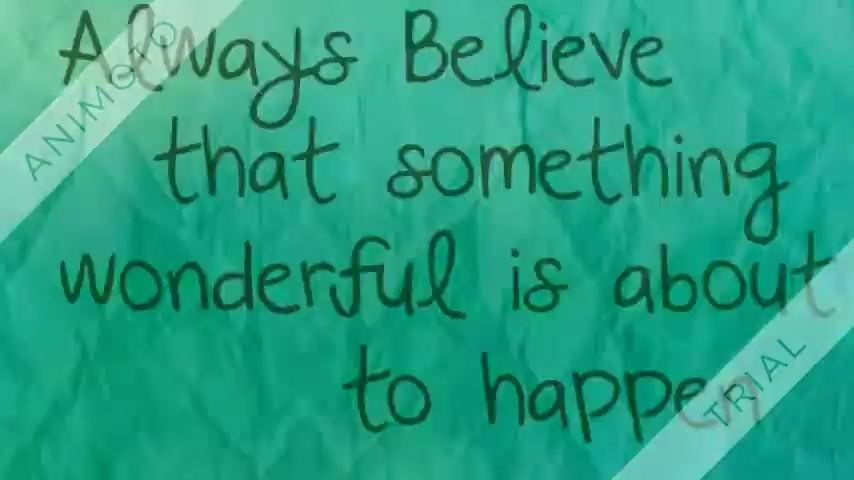 Always Believe
that something
wonderful is about
to happen
ANIMOTO
TRIAL